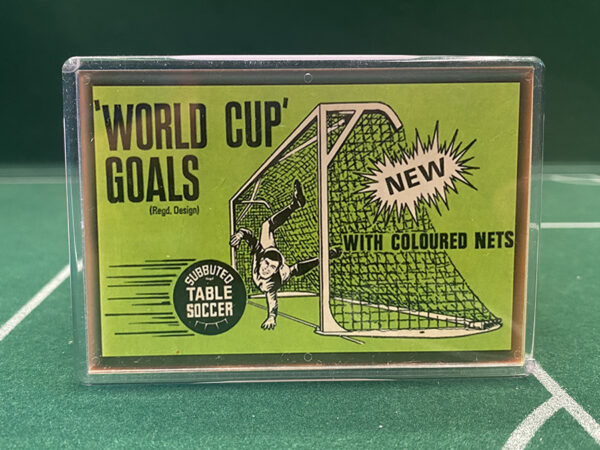 'WORLD CUP'
GOALS
(Regd. Design)
NEW
WITH COLOURED NETS
SUBBUTEO
TABLE
SOCCER